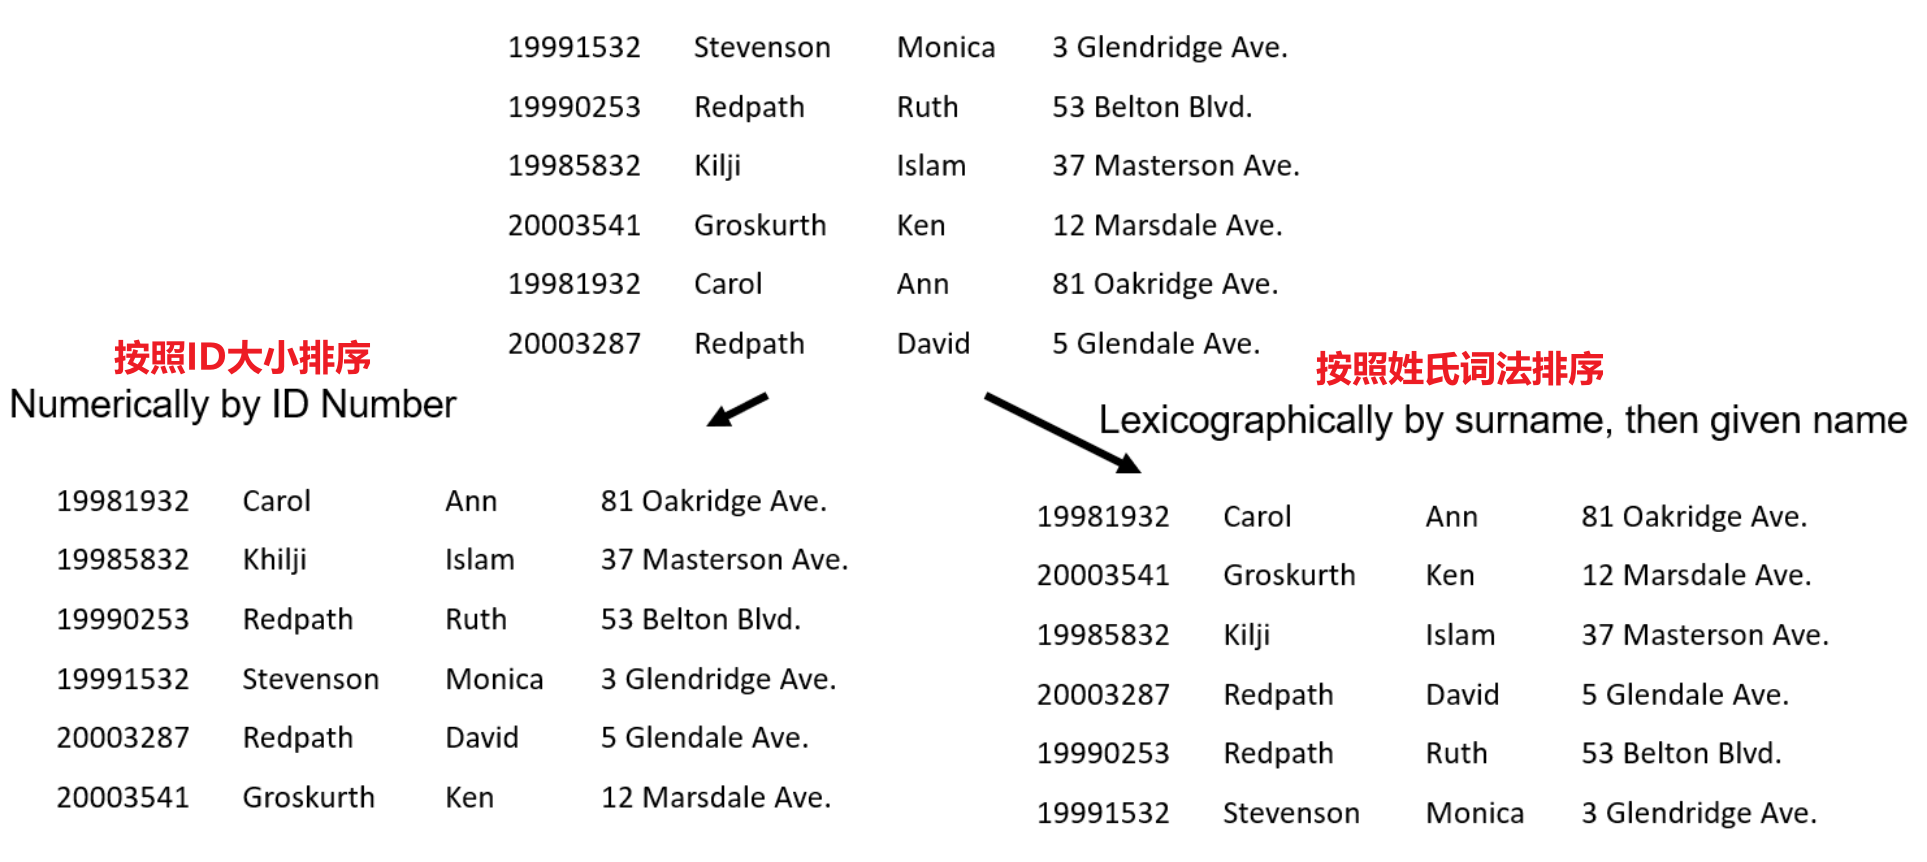 19991532 Stevenson Monica 3 Glendridge Ave.
19990253 Redpath Ruth 53 Belton Blvd.
19985832 Kilji Islam 37 Masterson Ave.
20003541 Groskurth Ken 12 Marsdale Ave.
19981932 Carol Ann 81 Oakridge Ave.
20003287 Redpath David 5 Glendale Ave.
按照ID大小排序
Numerically by ID Number
19981932 Carol Ann 81 Oakridge Ave.
19985832 Khilji Islam 37 Masterson Ave.
19990253 Redpath Ruth 53 Belton Blvd.
19991532 Stevenson Monica 3 Glendridge Ave.
20003287 Redpath David 5 Glendale Ave.
20003541 Groskurth Ken 12 Marsdale Ave.
按照姓氏词法排序
Lexicographically by surname, then given name
19981932 Carol Ann 81 Oakridge Ave.
20003541 Groskurth Ken 12 Marsdale Ave.
19985832 Kilji Islam 37 Masterson Ave.
20003287 Redpath David 5 Glendale Ave.
19990253 Redpath Ruth 53 Belton Blvd.
19991532 Stevenson Monica 3 Glendridge Ave.